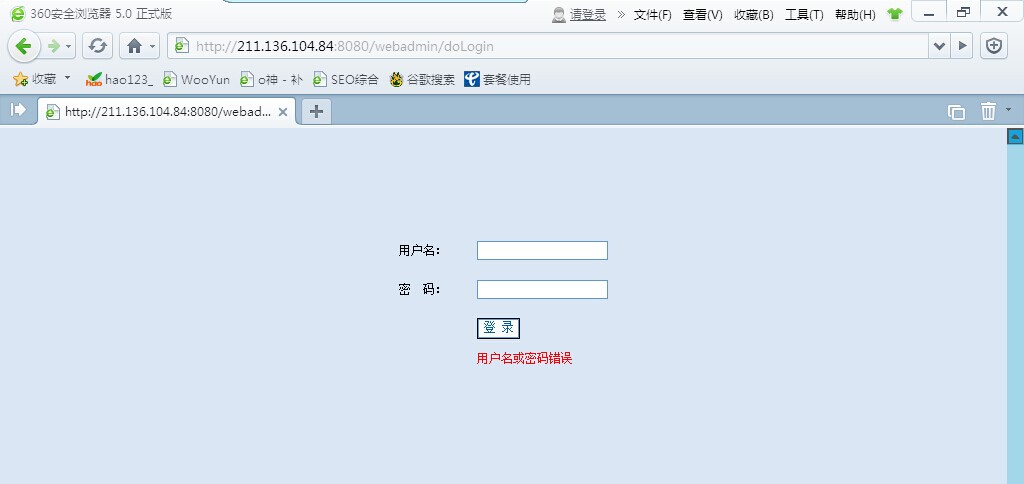 360安全浏览器 5.0 正式版 请登录 » 文件(F) 查看(V) 收藏(B) 工具(T) 帮助(H)
http://211.136.104.84:8080/webadmin/doLogin
收藏 hao123_ WooYun o神 - 补 SEO综合 谷歌搜索 套餐使用
http://211.136.104.84:8080/webad...
用户名：
密 码：
登 录
用户名或密码错误